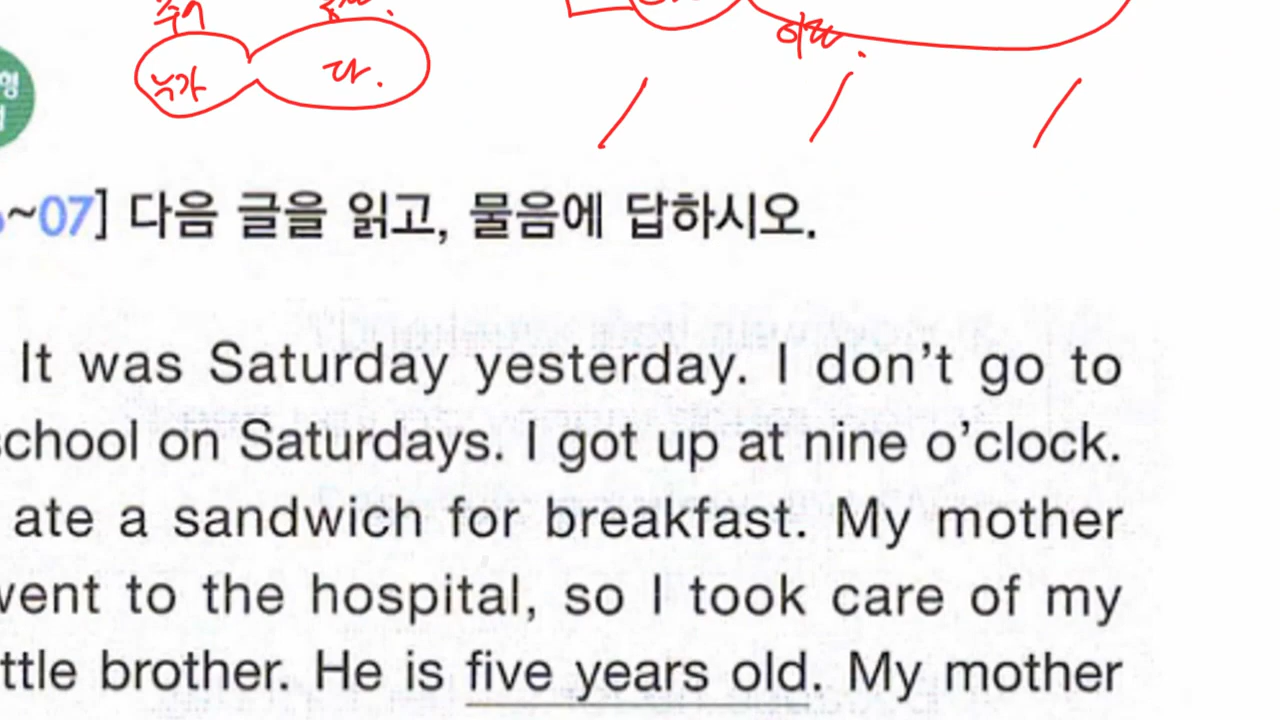 누가 다.
~07] 다음 글을 읽고, 물음에 답하시오.
It was Saturday yesterday. I don't go to
school on Saturdays. I got up at nine o'clock.
ate a sandwich for breakfast. My mother
went to the hospital, so I took care of my
ttle brother. He is five years old. My mother